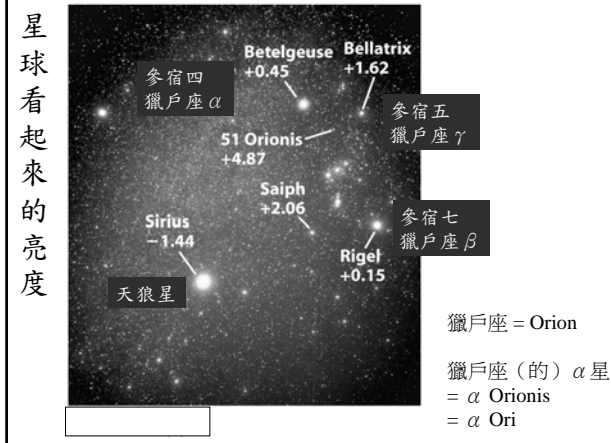 星球看起來的亮度
Betelgeuse
+0.45
Bellatrix
+1.62
參宿四
獵戶座α
參宿五
獵戶座γ
51 Orionis
+4.87
Saiph
+2.06
參宿七
獵戶座β
Sirius
−1.44
Rigel
+0.15
天狼星
獵戶座 = Orion
獵戶座（的）α星
= α Orionis
= α Ori